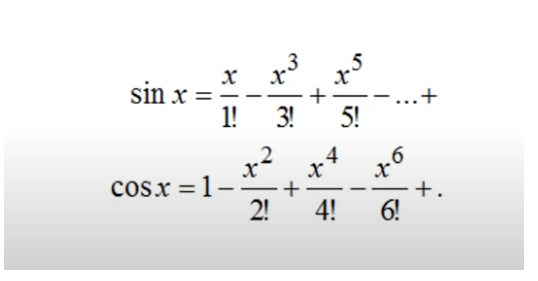 sin x = x/1! − x³/3! + x⁵/5! − ...+
cos x = 1 − x²/2! + x⁴/4! − x⁶/6! + .